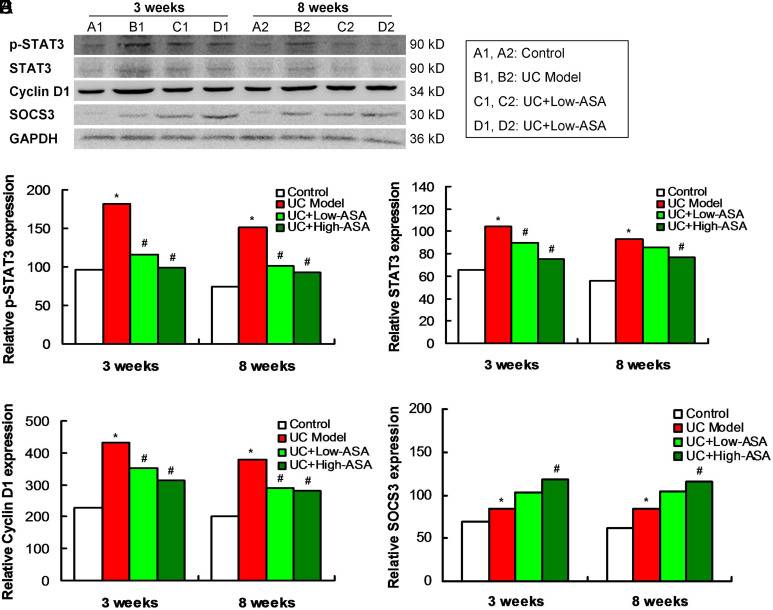 3 weeks 8 weeks
A1 B1 C1 D1 A2 B2 C2 D2
p-STAT3 90 kD
STAT3 90 kD
Cyclin D1 34 kD
SOCS3 30 kD
GAPDH 36 kD
A1, A2: Control
B1, B2: UC Model
C1, C2: UC+Low-ASA
D1, D2: UC+Low-ASA
Relative p-STAT3 expression
200
150
100
50
0
* # # * # #
Control
UC Model
UC+Low-ASA
UC+High-ASA
3 weeks 8 weeks
Relative STAT3 expression
140
120
100
80
60
40
20
0
* # # * #
Control
UC Model
UC+Low-ASA
UC+High-ASA
3 weeks 8 weeks
Relative Cyclin D1 expression
500
400
300
200
100
0
* # # * # #
Control
UC Model
UC+Low-ASA
UC+High-ASA
3 weeks 8 weeks
Relative SOCS3 expression
200
150
100
50
0
* # * #
Control
UC Model
UC+Low-ASA
UC+High-ASA
3 weeks 8 weeks